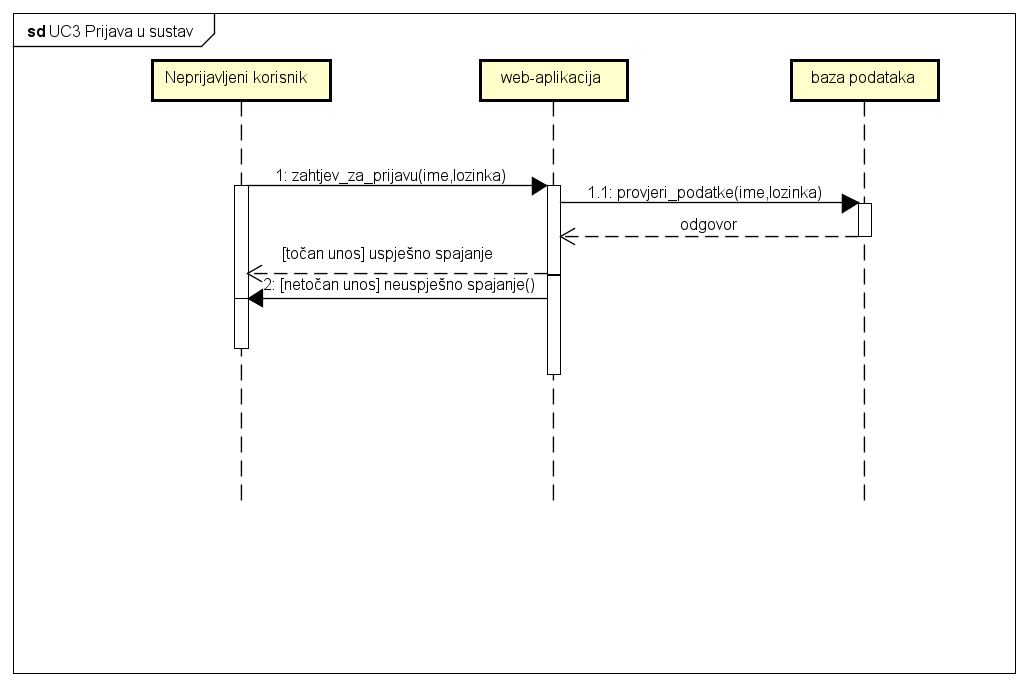 sd UC3 Prijava u sustav
Neprijavljeni korisnik
web-aplikacija
baza podataka
1: zahtjev_za_prijavu(ime,lozinka)
1.1: provjeri_podatke(ime,lozinka)
odgovor
[točan unos] uspješno spajanje
2: [netočan unos] neuspješno spajanje()